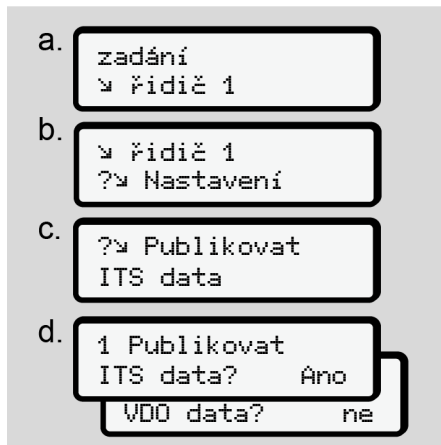 a.
zadání
↘ řidič 1
b.
↘ řidič 1
?↘ Nastavení
c.
?↘ Publikovat
ITS data
d.
1 Publikovat
ITS data? Ano
VDO data? ne